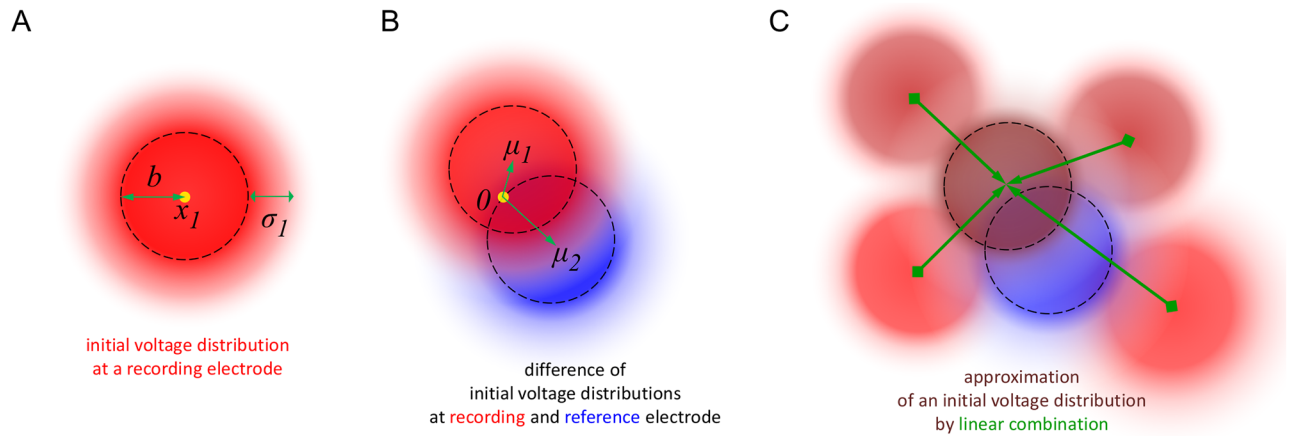 A
b
x1
σ1
initial voltage distribution
at a recording electrode
B
μ1
0
μ2
difference of
initial voltage distributions
at recording and reference electrode
C
approximation
of an initial voltage distribution
by linear combination